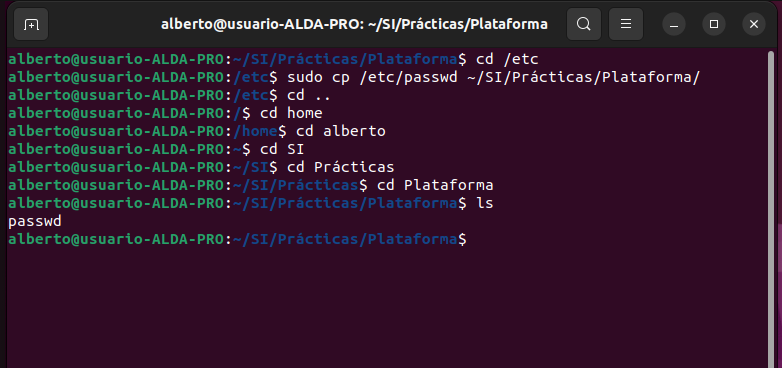 alberto@usuario-ALDA-PRO: ~/SI/Prácticas/Plataforma
alberto@usuario-ALDA-PRO:~/SI/Prácticas/Plataforma$ cd /etc
alberto@usuario-ALDA-PRO:/etc$ sudo cp /etc/passwd ~/SI/Prácticas/Plataforma/
alberto@usuario-ALDA-PRO:/etc$ cd ..
alberto@usuario-ALDA-PRO:/$ cd home
alberto@usuario-ALDA-PRO:/home$ cd alberto
alberto@usuario-ALDA-PRO:~$ cd SI
alberto@usuario-ALDA-PRO:~/SI$ cd Prácticas
alberto@usuario-ALDA-PRO:~/SI/Prácticas$ cd Plataforma
alberto@usuario-ALDA-PRO:~/SI/Prácticas/Plataforma$ ls
passwd
alberto@usuario-ALDA-PRO:~/SI/Prácticas/Plataforma$